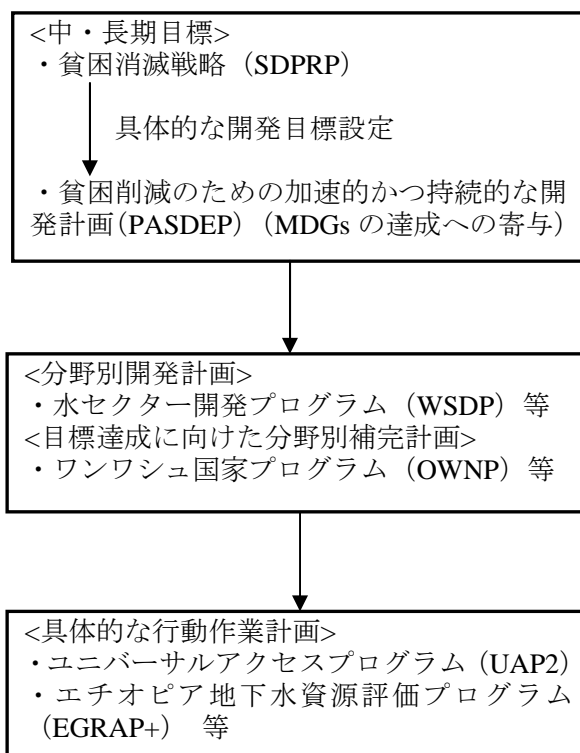 <中・長期目標>
・貧困消滅戦略（SDPRP）
具体的な開発目標設定
・貧困削減のための加速的かつ持続的な開
発計画(PASDEP)（MDGs の達成への寄与）
<分野別開発計画>
・水セクター開発プログラム（WSDP）等
<目標達成に向けた分野別補完計画>
・ワンワシュ国家プログラム（OWNP）等
<具体的な行動作業計画>
・ユニバーサルアクセスプログラム（UAP2）
・エチオピア地下水資源評価プログラム
（EGRAP+） 等